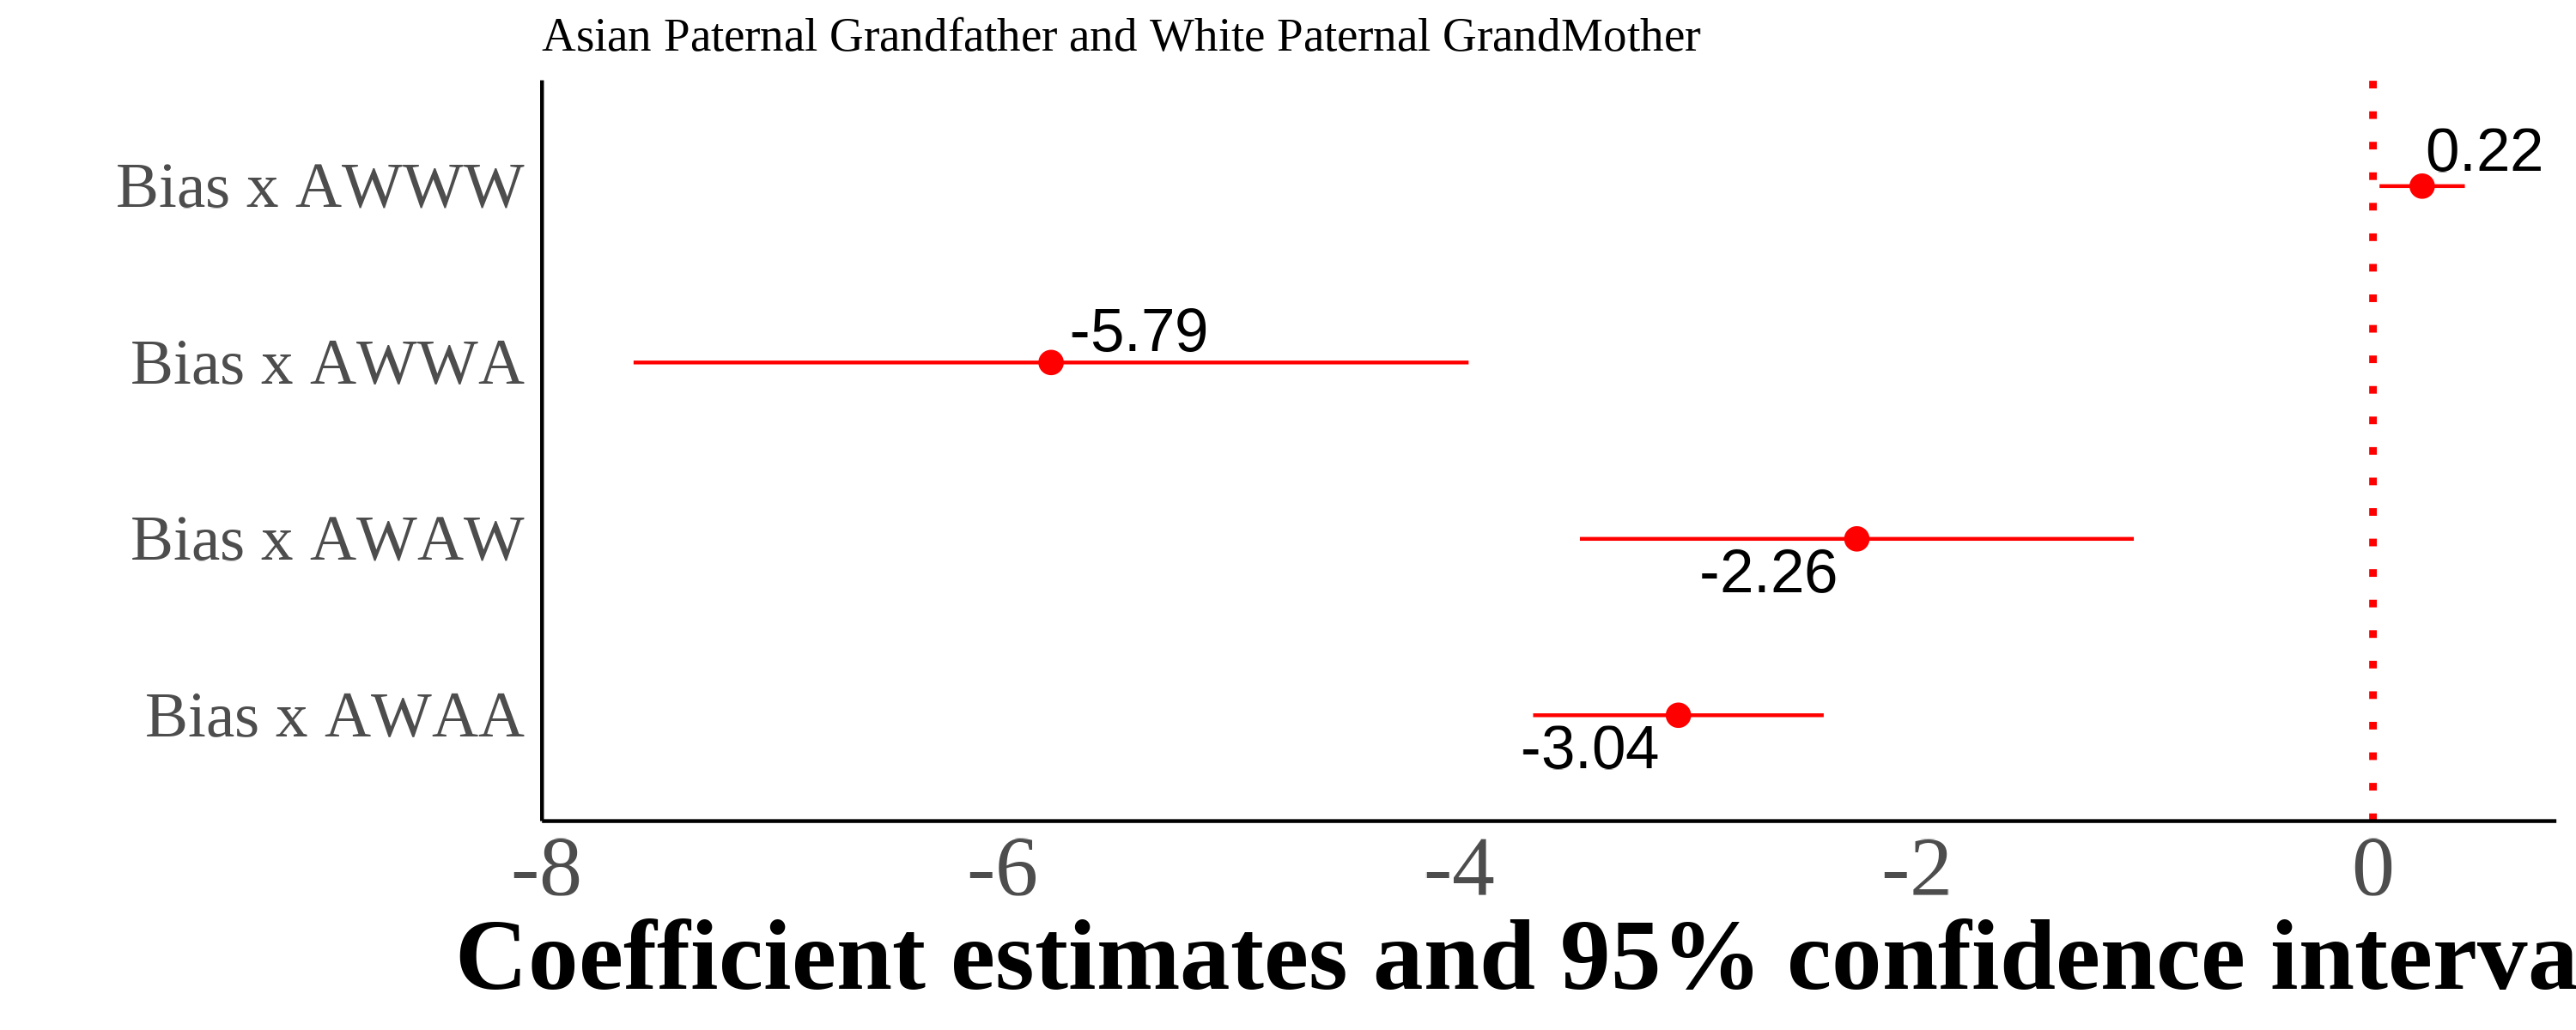 Asian Paternal Grandfather and White Paternal GrandMother
Bias x AWWW
0.22
Bias x AWWA
-5.79
Bias x AWAW
-2.26
Bias x AWAA
-3.04
-8 -6 -4 -2 0
Coefficient estimates and 95% confidence interva